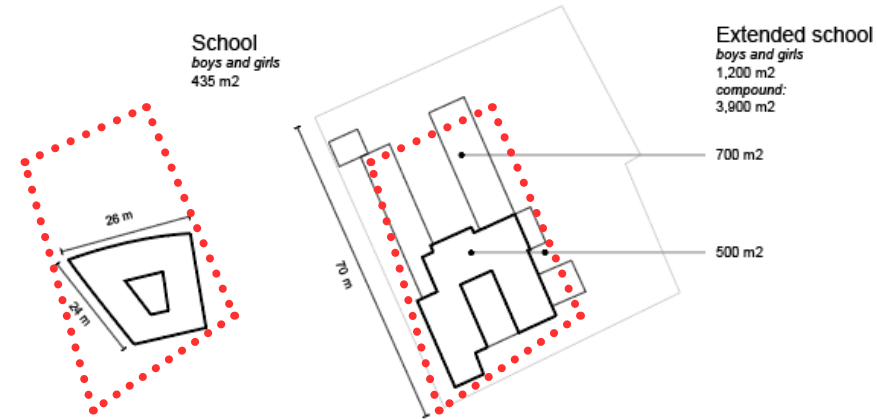 School
boys and girls
435 m2
26 m
24 m
Extended school
boys and girls
1,200 m2
compound:
3,900 m2
700 m2
500 m2
70 m